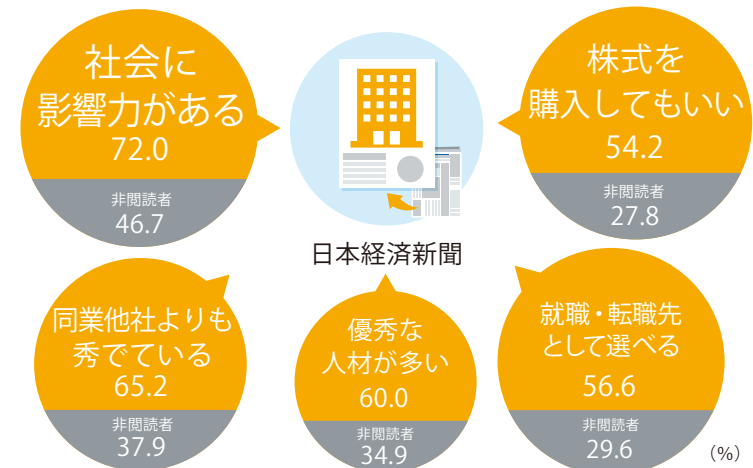 社会に
影響力がある
72.0
非閲読者
46.7
株式を
購入してもいい
54.2
非閲読者
27.8
日本経済新聞
同業他社よりも
秀でている
65.2
非閲読者
37.9
優秀な
人材が多い
60.0
非閲読者
34.9
就職・転職先
として選べる
56.6
非閲読者
29.6
(%)